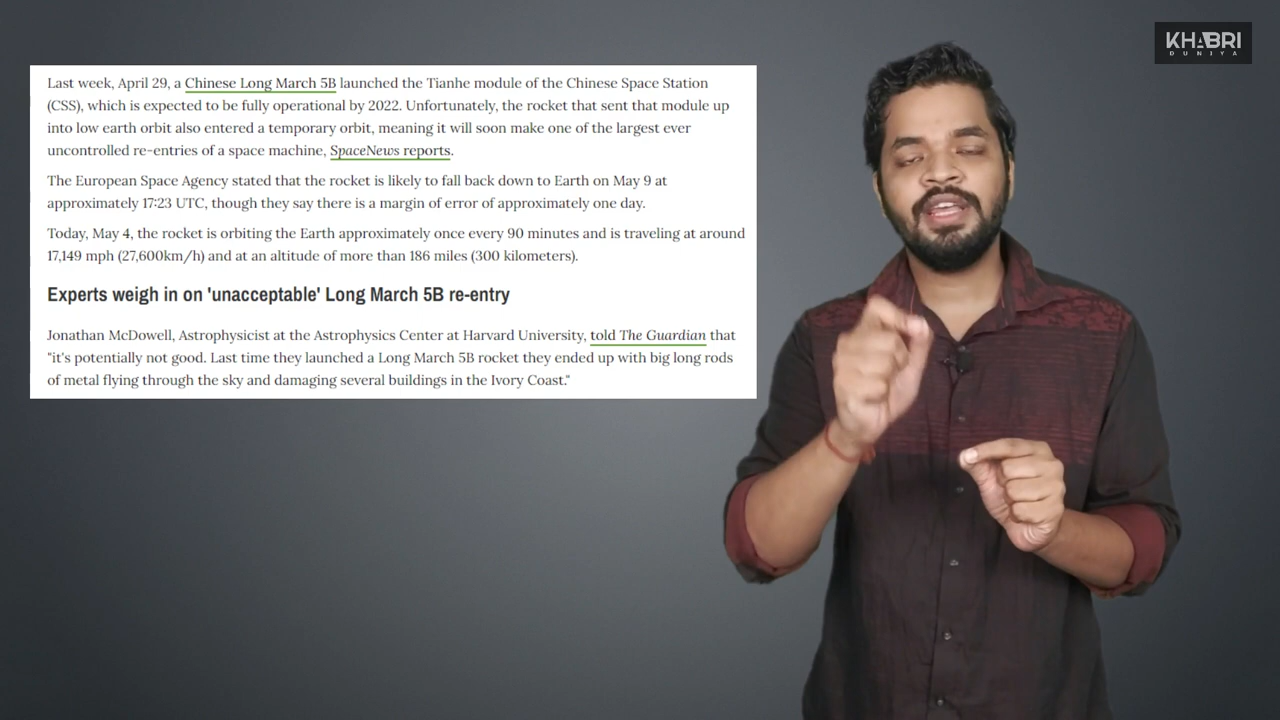 KHABRI
DUNIYA
Last week, April 29, a Chinese Long March 5B launched the Tianhe module of the Chinese Space Station
(CSS), which is expected to be fully operational by 2022. Unfortunately, the rocket that sent that module up
into low earth orbit also entered a temporary orbit, meaning it will soon make one of the largest ever
uncontrolled re-entries of a space machine, SpaceNews reports.
The European Space Agency stated that the rocket is likely to fall back down to Earth on May 9 at
approximately 17:23 UTC, though they say there is a margin of error of approximately one day.
Today, May 4, the rocket is orbiting the Earth approximately once every 90 minutes and is traveling at around
17,149 mph (27,600km/h) and at an altitude of more than 186 miles (300 kilometers).
Experts weigh in on 'unacceptable' Long March 5B re-entry
Jonathan McDowell, Astrophysicist at the Astrophysics Center at Harvard University, told The Guardian that
"it's potentially not good. Last time they launched a Long March 5B rocket they ended up with big long rods
of metal flying through the sky and damaging several buildings in the Ivory Coast."